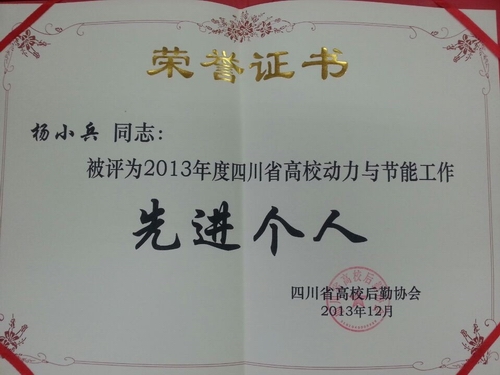 荣誉证书
杨小兵 同志：
被评为2013年度四川省高校动力与节能工作
先进个人
四川省高校后勤协会
2013年12月